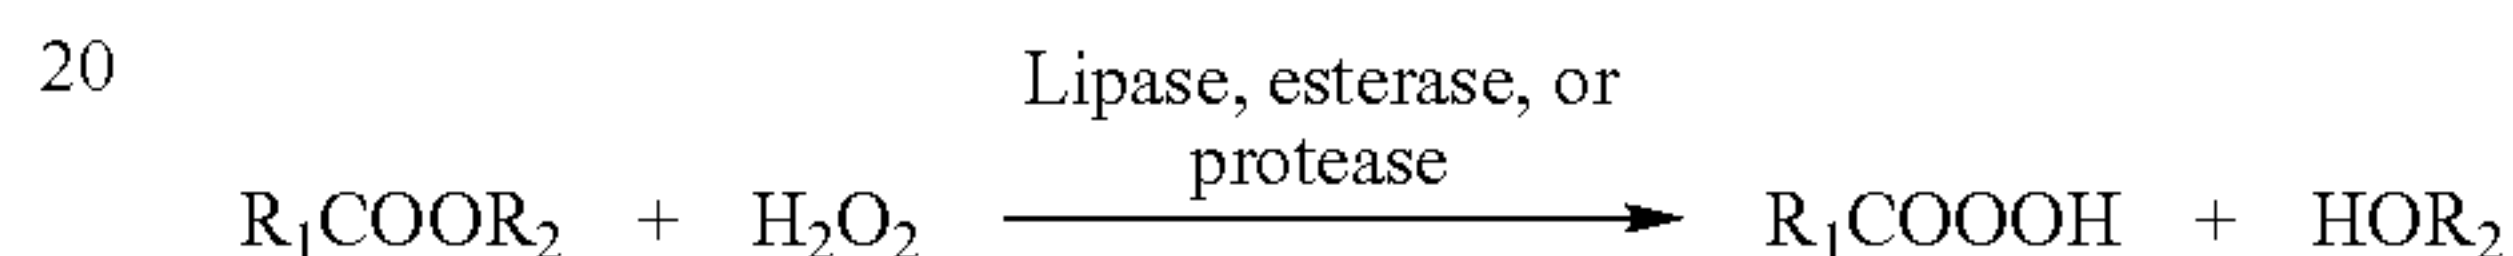 20
Lipase, esterase, or
protease
R₁COOR₂ + H₂O₂ → R₁COOOH + HOR₂